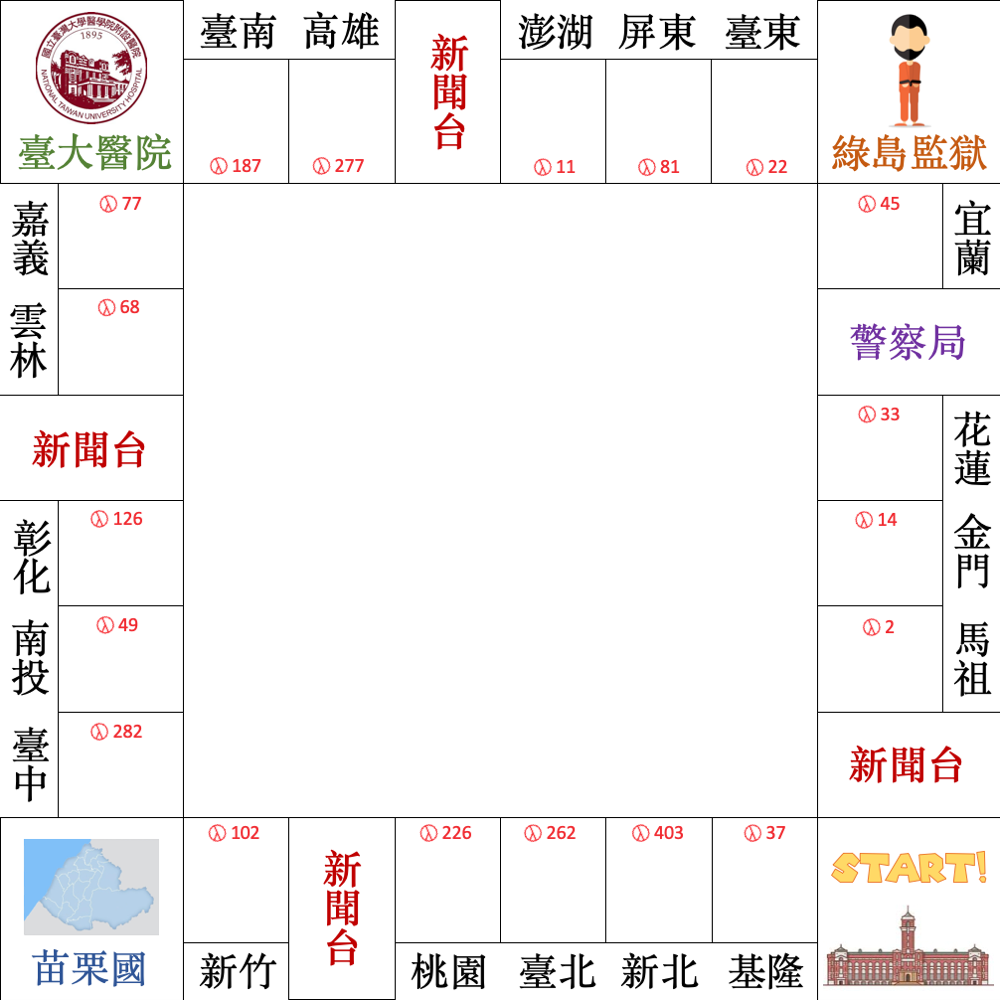 國立臺灣大學醫學院附設醫院
1895
NATIONAL TAIWAN UNIVERSITY HOSPITAL
臺大醫院
臺南
187
高雄
277
新聞台
澎湖
11
屏東
81
臺東
22
綠島監獄
嘉義
77
雲林
68
新聞台
彰化
126
南投
49
臺中
282
宜蘭
45
警察局
花蓮
33
金門
14
馬祖
2
新聞台
苗栗國
102
新竹
新聞台
226
桃園
262
臺北
403
新北
37
基隆
START!